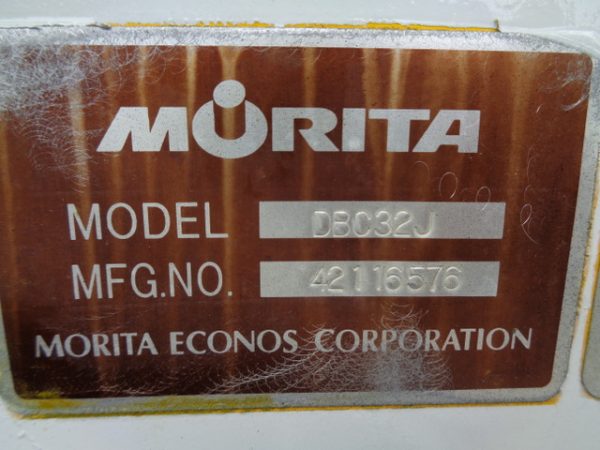 MORITA
MODEL DBC32J
MFG.NO. 42116576
MORITA ECONOS CORPORATION